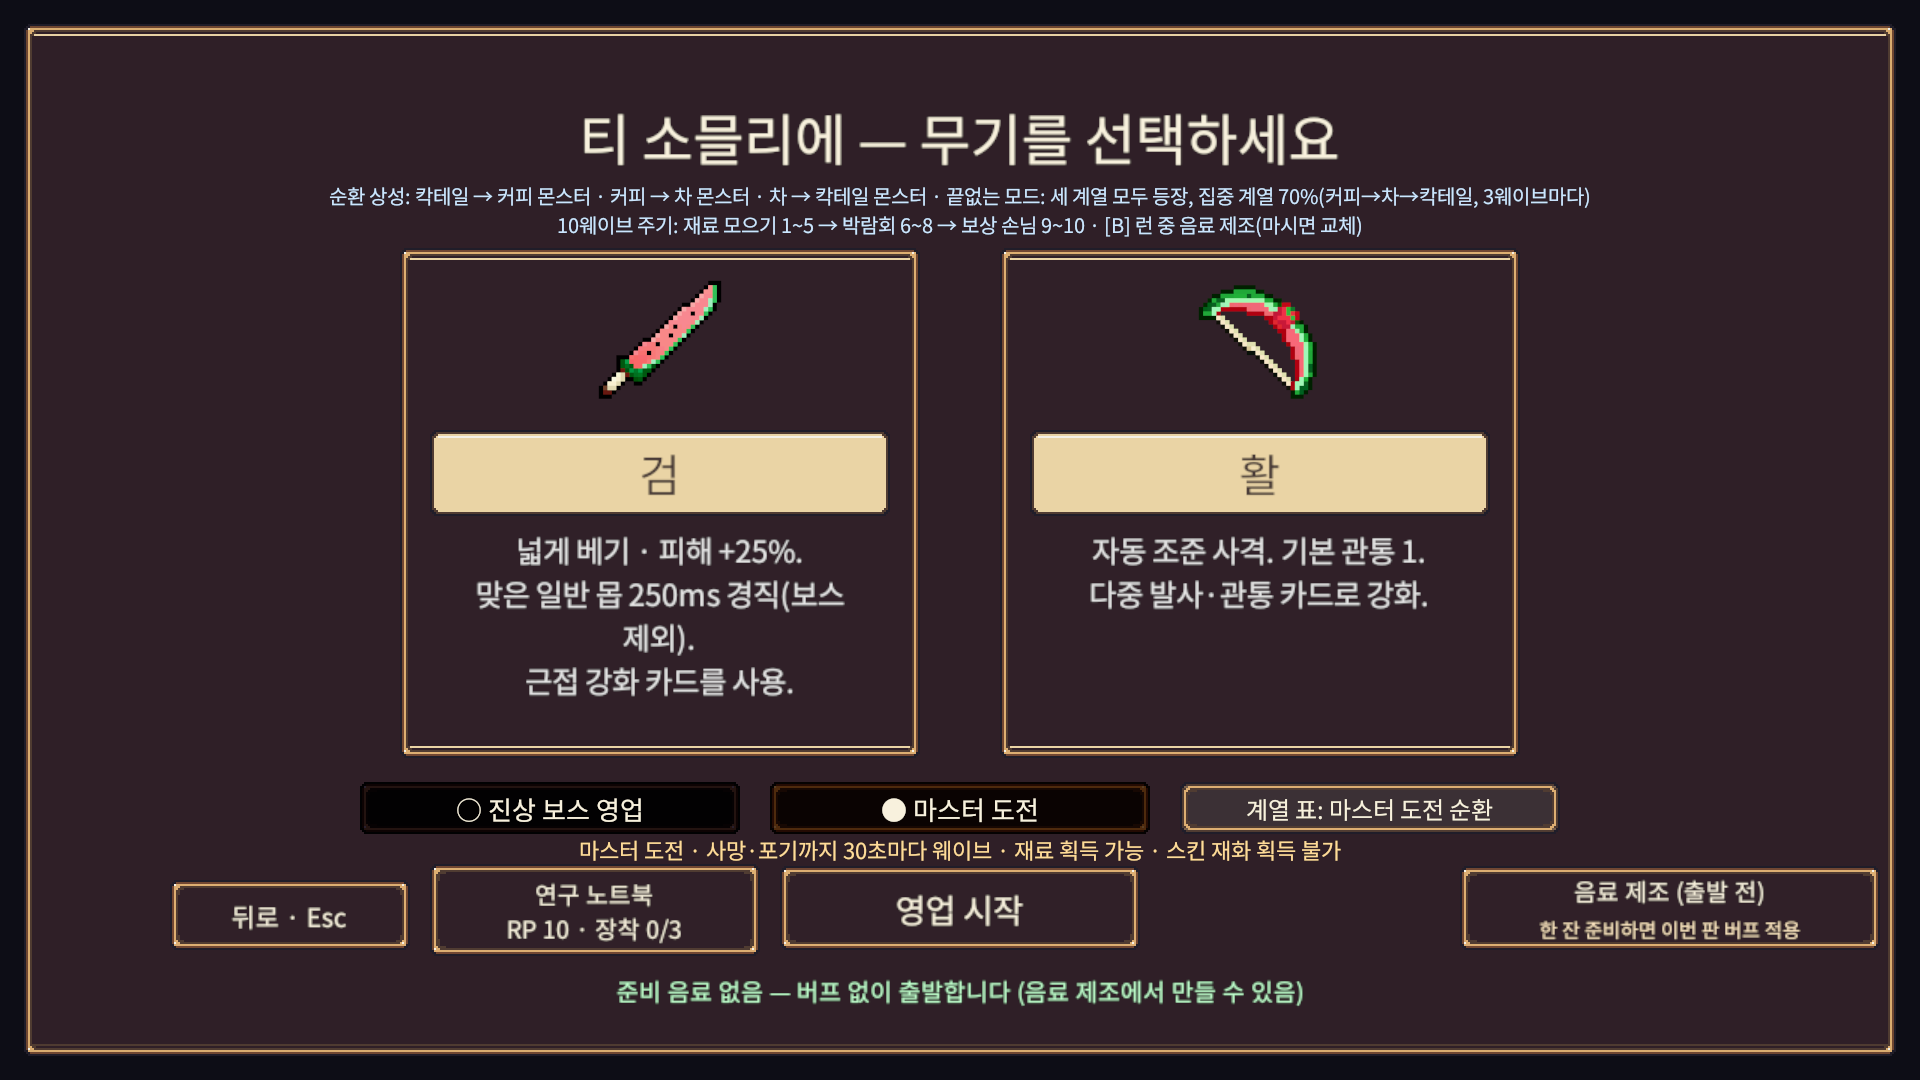 티 소믈리에 — 무기를 선택하세요
순환 상성: 칵테일 → 커피 몬스터 · 커피 → 차 몬스터 · 차 → 칵테일 몬스터 · 끝없는 모드: 세 계열 모두 등장, 집중 계열 70%(커피→차→칵테일, 3웨이브마다)
10웨이브 주기: 재료 모으기 1~5 → 박람회 6~8 → 보상 손님 9~10 · [B] 런 중 음료 제조(마시면 교체)
검
넓게 베기 · 피해 +25%.
맞은 일반 몹 250ms 경직(보스
제외).
근접 강화 카드를 사용.
활
자동 조준 사격. 기본 관통 1.
다중 발사·관통 카드로 강화.
○ 진상 보스 영업
● 마스터 도전
계열 표: 마스터 도전 순환
마스터 도전 · 사망·포기까지 30초마다 웨이브 · 재료 획득 가능 · 스킨 재화 획득 불가
뒤로 · Esc
연구 노트북
RP 10 · 장착 0/3
영업 시작
음료 제조 (출발 전)
한 잔 준비하면 이번 판 버프 적용
준비 음료 없음 — 버프 없이 출발합니다 (음료 제조에서 만들 수 있음)